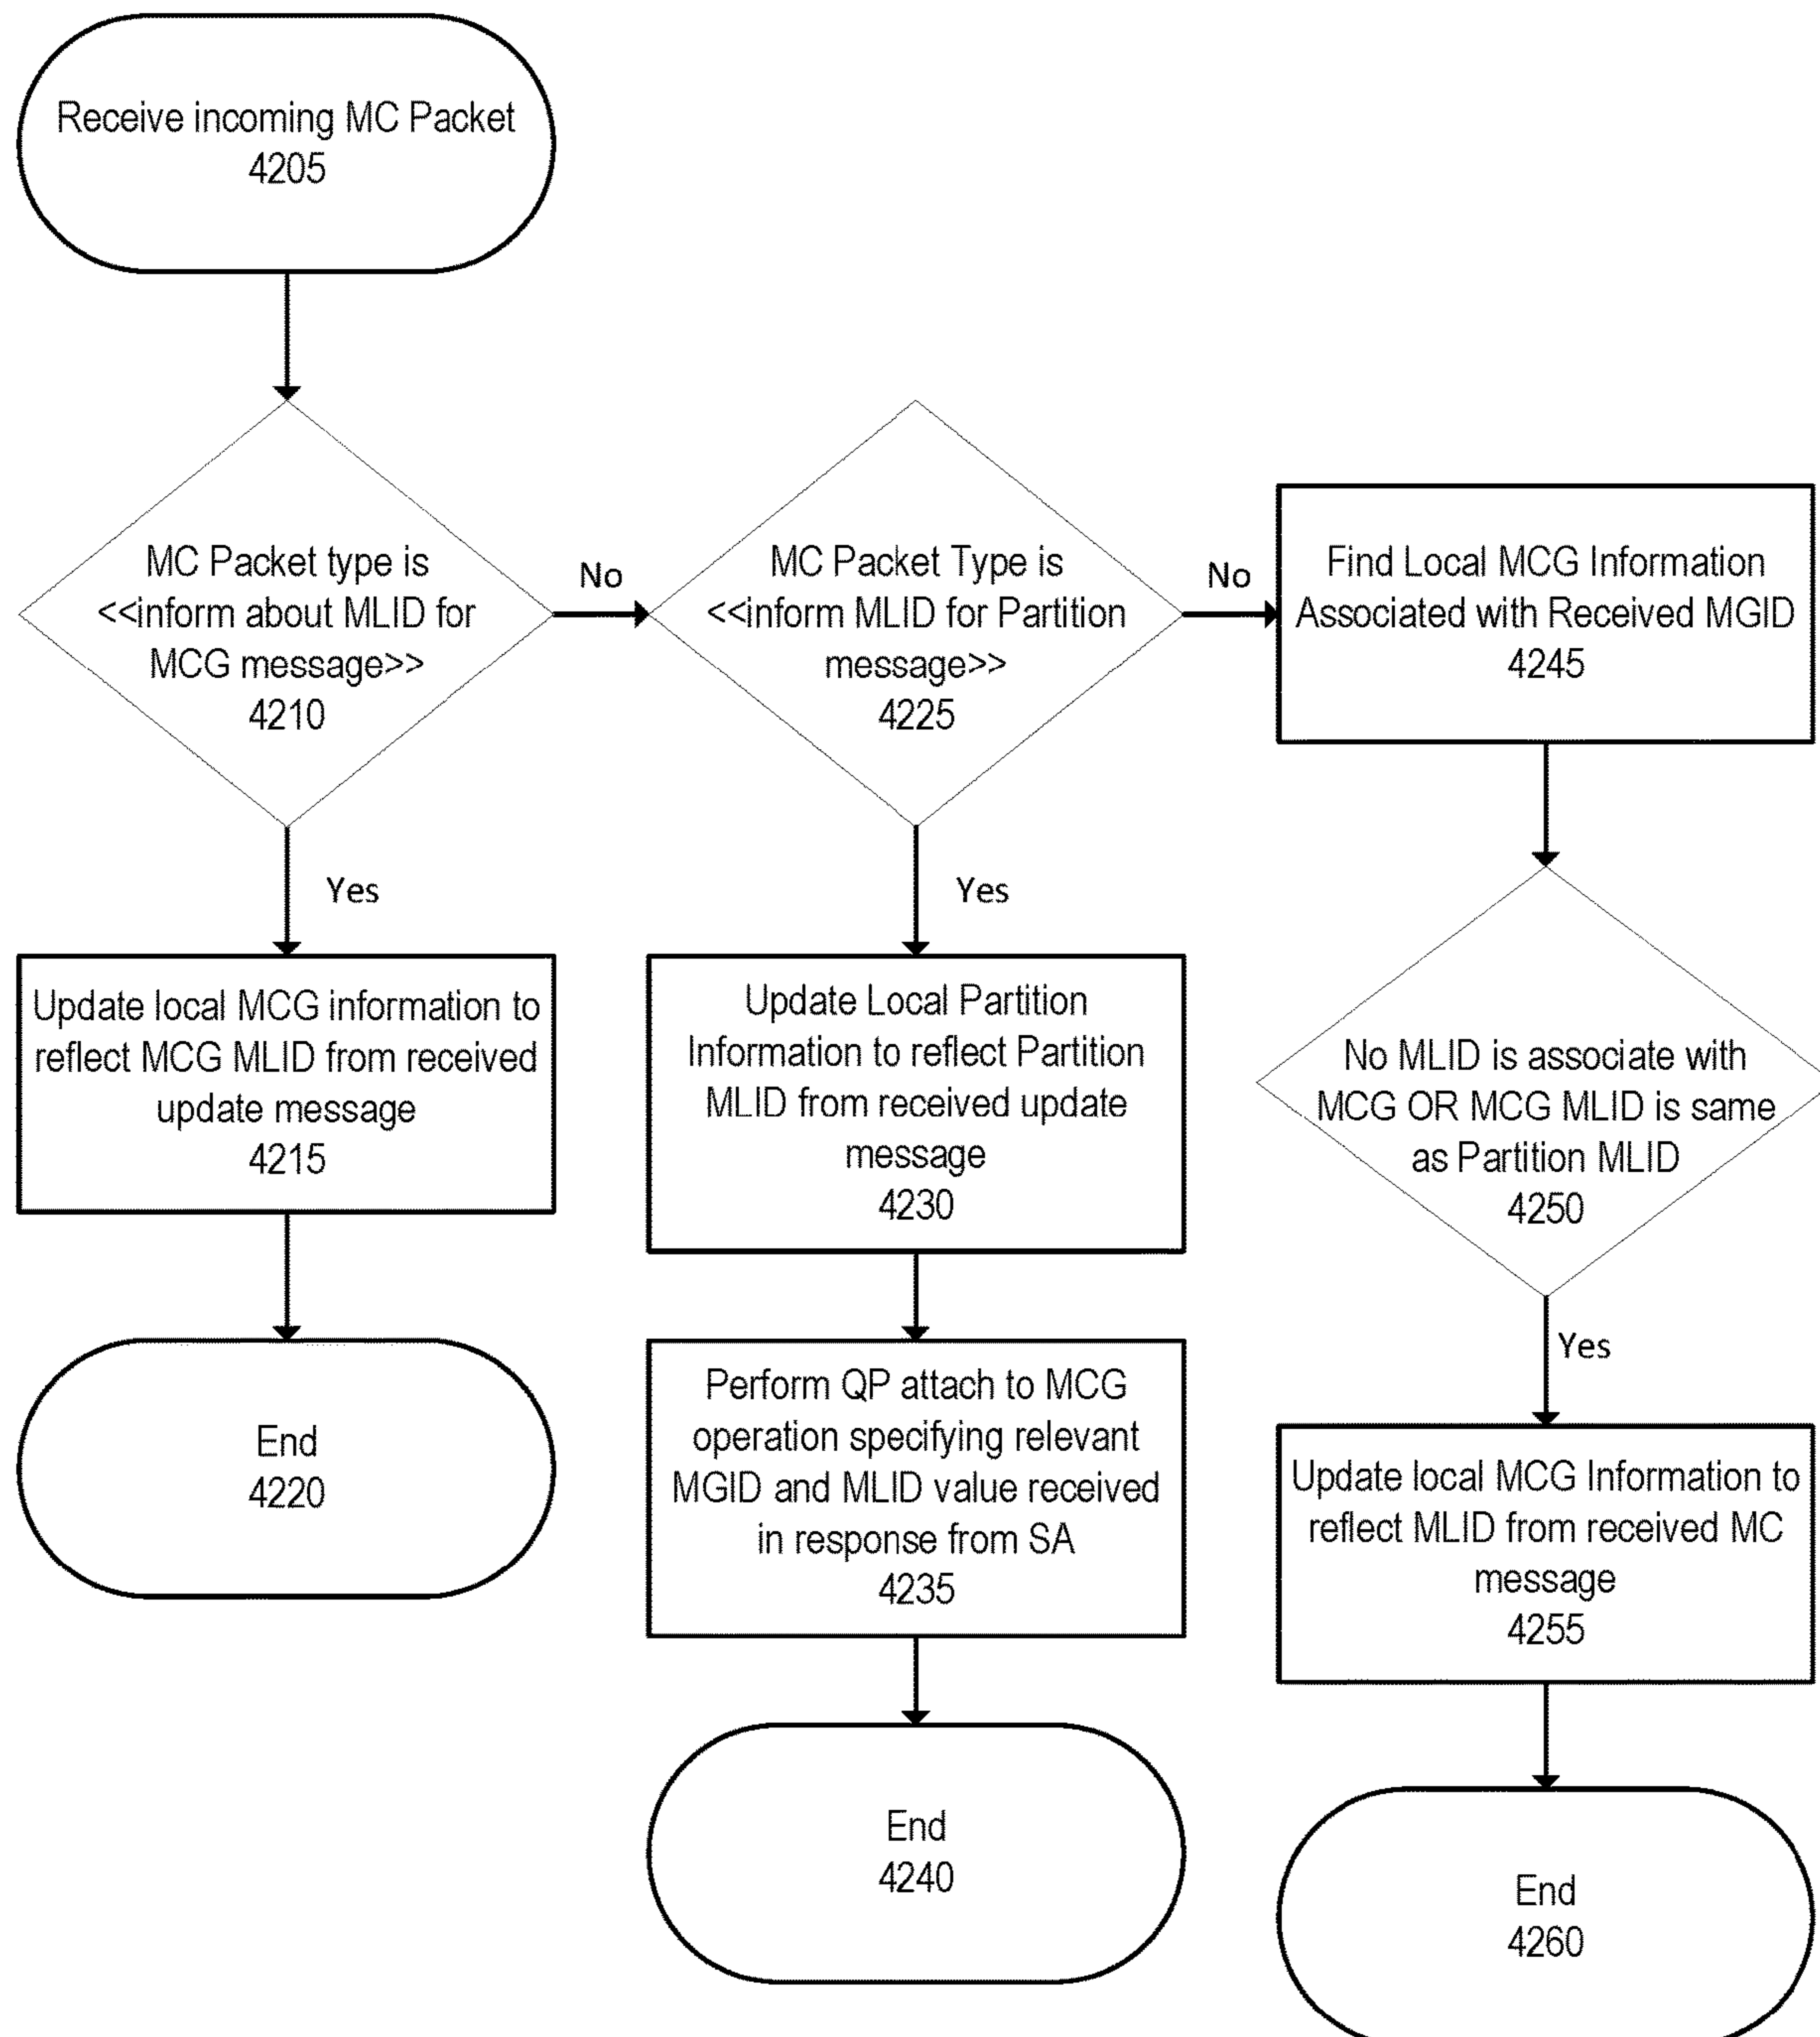 Receive incoming MC Packet
4205
MC Packet type is
<<inform about MLID for
MCG message>>
4210
No
Yes
Update local MCG information to
reflect MCG MLID from received
update message
4215
End
4220
MC Packet Type is
<<inform MLID for Partition
message>>
4225
No
Yes
Update Local Partition
Information to reflect Partition
MLID from received update
message
4230
Perform QP attach to MCG
operation specifying relevant
MGID and MLID value received
in response from SA
4235
End
4240
Find Local MCG Information
Associated with Received MGID
4245
No MLID is associate with
MCG OR MCG MLID is same
as Partition MLID
4250
Yes
Update local MCG Information to
reflect MLID from received MC
message
4255
End
4260